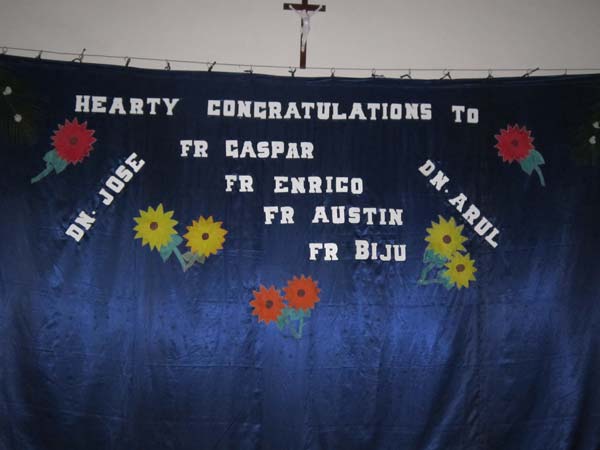 HEARTY CONGRATULATIONS TO
FR GASPAR
FR ENRICO
FR AUSTIN
FR BIJU
DN. JOSE
DN. ARUL